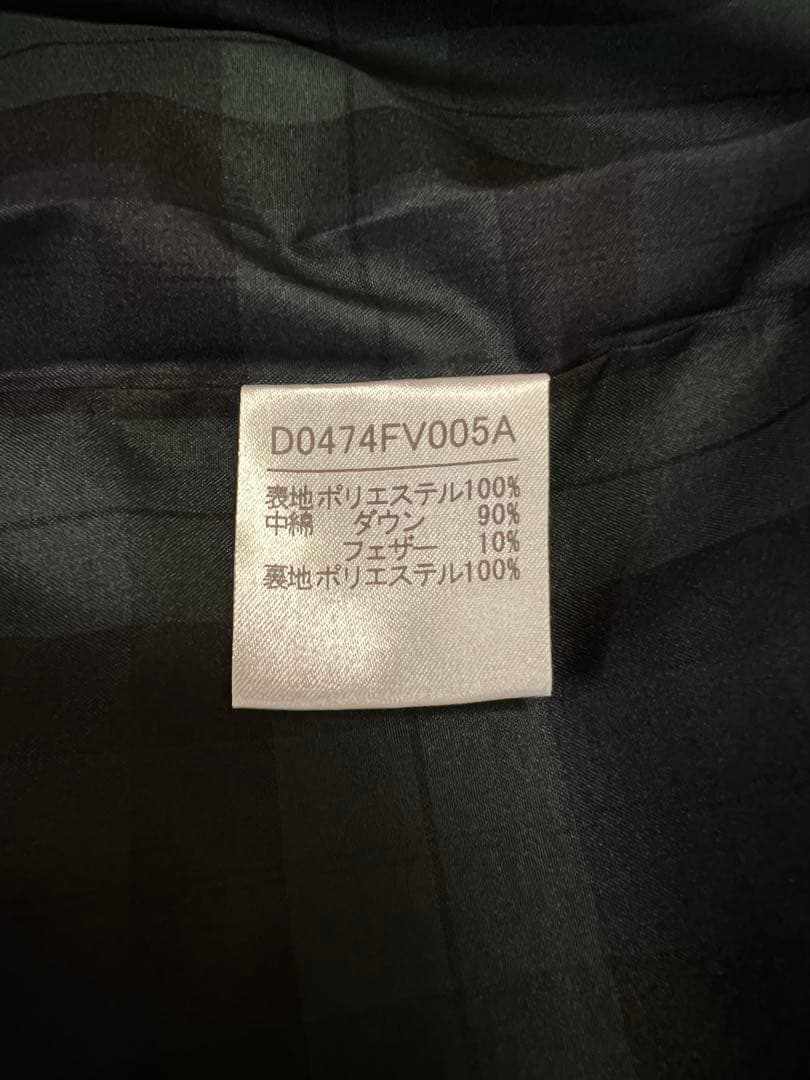 D0474FV005A
表地 ポリエステル100%
中綿 ダウン 90%
フェザー 10%
裏地 ポリエステル100%